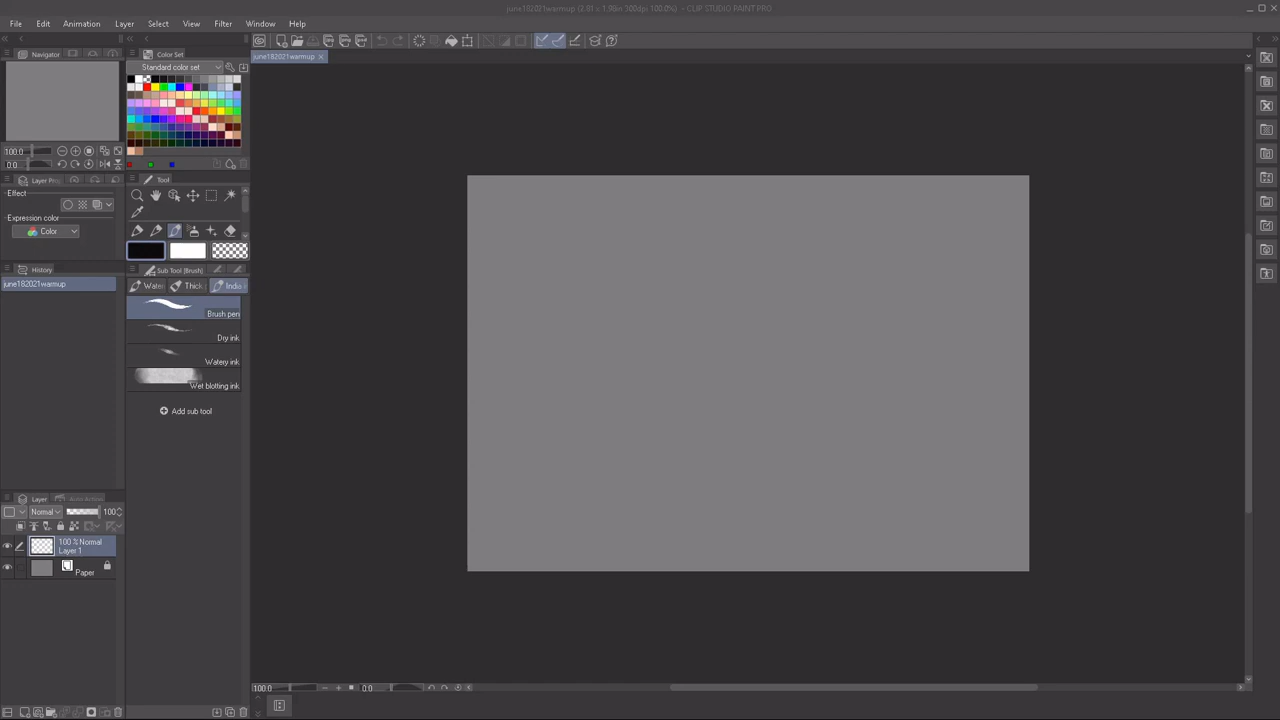 june182021warmup (2.81 x 1.98in 300dpi 100.0%) - CLIP STUDIO PAINT PRO
File Edit Animation Layer Select View Filter Window Help
june182021warmup
Navigator
Color Set
Standard color set
100.0
0.0
Layer Pro
Tool
Effect
Expression color
Color
History
Sub Tool (Brush)
june182021warmup
Wate Thick India i
Brush pen
Dry ink
Watery ink
Wet blotting ink
Add sub tool
Layer Auto Action
Normal 100
100 % Normal
Layer 1
Paper
100.0 0.0